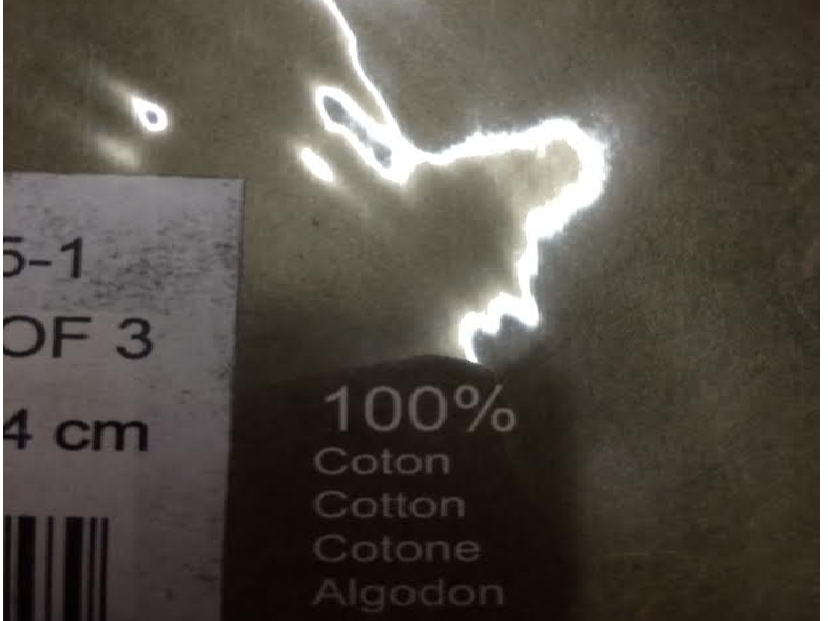 5-1
OF 3
4 cm
100%
Coton
Cotton
Cotone
Algodon